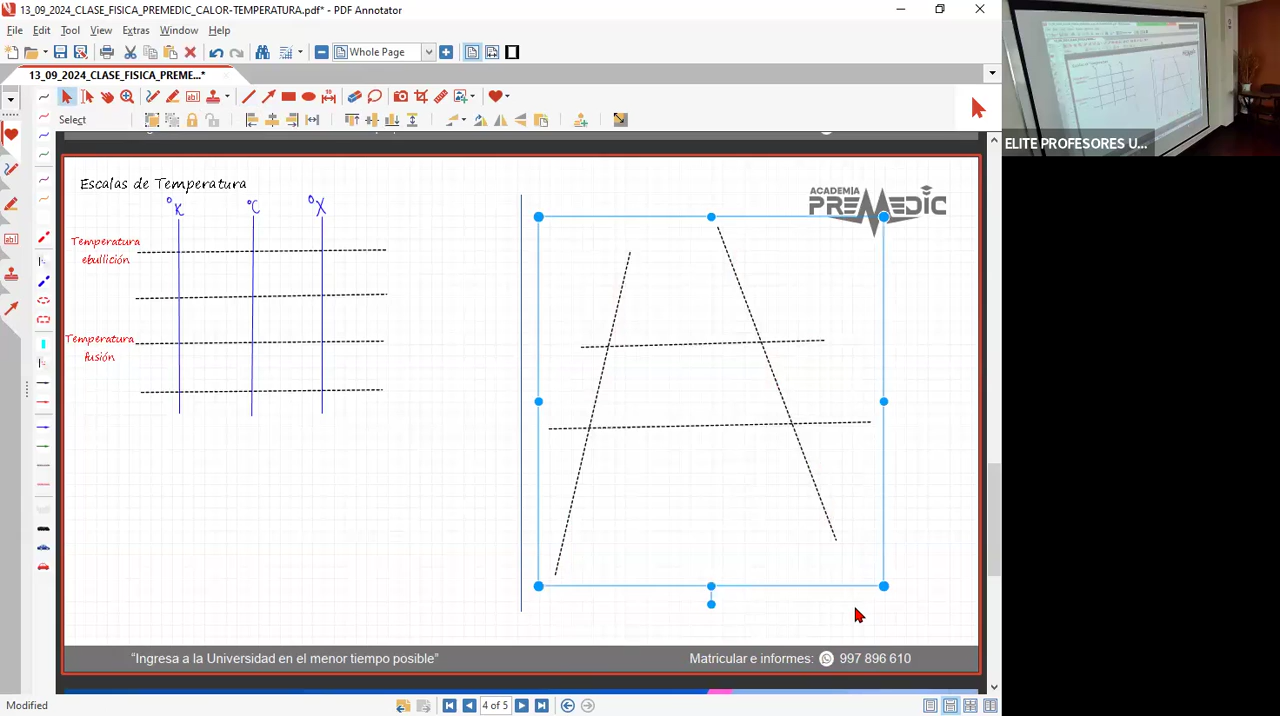 13_09_2024_CLASE_FISICA_PREMEDIC_CALOR-TEMPERATURA.pdf* - PDF Annotator
File Edit Tool View Extras Window Help
Whole Page
13_09_2024_CLASE_FISICA_PREME...*
Select
Escalas de Temperatura
°K °C °X
Temperatura
ebullición
Temperatura
fusión
ACADEMIA
PREMEDIC
"Ingresa a la Universidad en el menor tiempo posible"
Matricular e informes: 997 896 610
Modified
4 of 5
ELITE PROFESORES U...